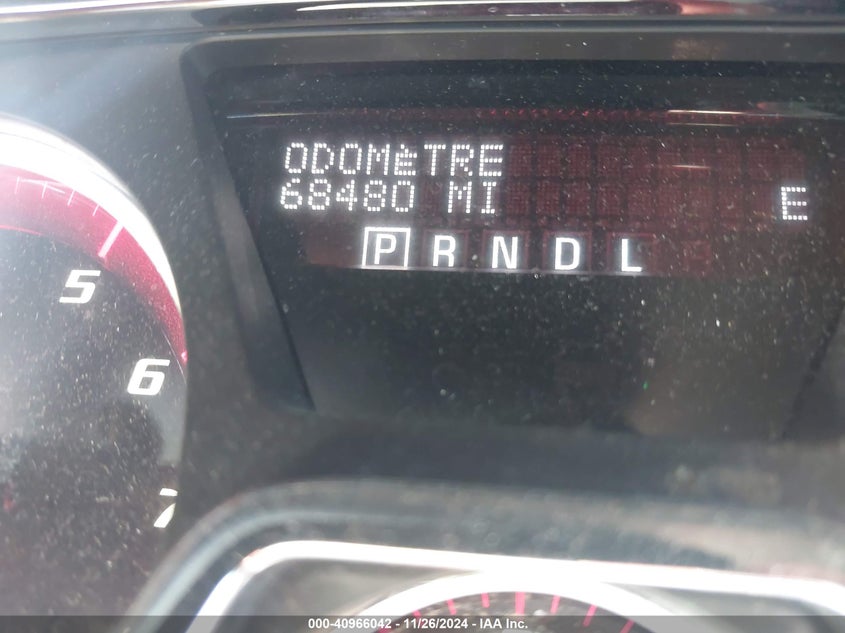 ODOMèTRE
68480 MI E
P R N D L
5
6
7
000-40966042 - 11/26/2024 - IAA, Inc.